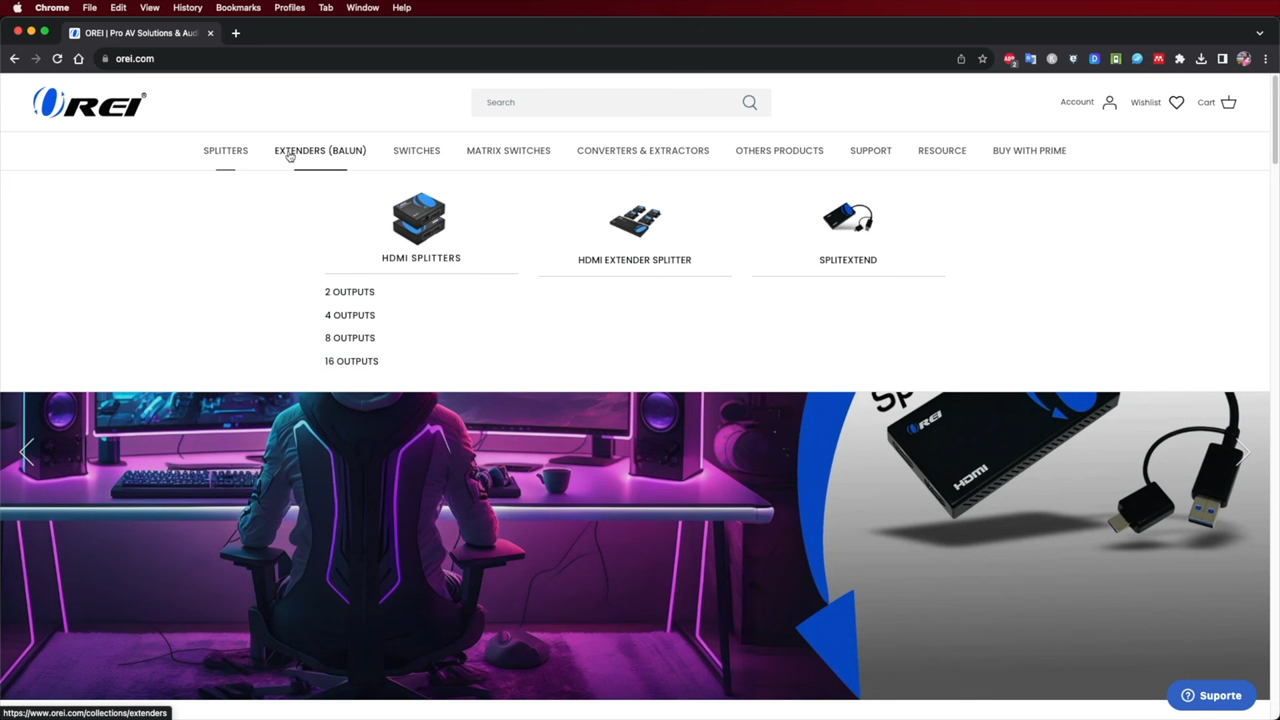 Chrome File Edit View History Bookmarks Profiles Tab Window Help
OREI | Pro AV Solutions & Aud
orei.com
OREI®
Search
Account
Wishlist
Cart
SPLITTERS EXTENDERS (BALUN) SWITCHES MATRIX SWITCHES CONVERTERS & EXTRACTORS OTHERS PRODUCTS SUPPORT RESOURCE BUY WITH PRIME
HDMI SPLITTERS
HDMI EXTENDER SPLITTER
SPLITEXTEND
2 OUTPUTS
4 OUTPUTS
8 OUTPUTS
16 OUTPUTS
OREI
HDMI
Suporte
https://www.orei.com/collections/extenders